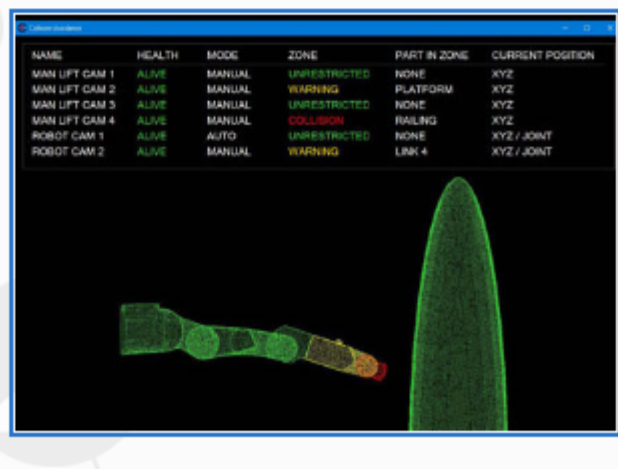 Collision Avoidance
NAME HEALTH MODE ZONE PART IN ZONE CURRENT POSITION
MAN LIFT CAM 1 ALIVE MANUAL UNRESTRICTED NONE XYZ
MAN LIFT CAM 2 ALIVE MANUAL WARNING PLATFORM XYZ
MAN LIFT CAM 3 ALIVE MANUAL UNRESTRICTED NONE XYZ
MAN LIFT CAM 4 ALIVE MANUAL COLLISION RAILING XYZ
ROBOT CAM 1 ALIVE AUTO UNRESTRICTED NONE XYZ / JOINT
ROBOT CAM 2 ALIVE MANUAL WARNING LINK 4 XYZ / JOINT